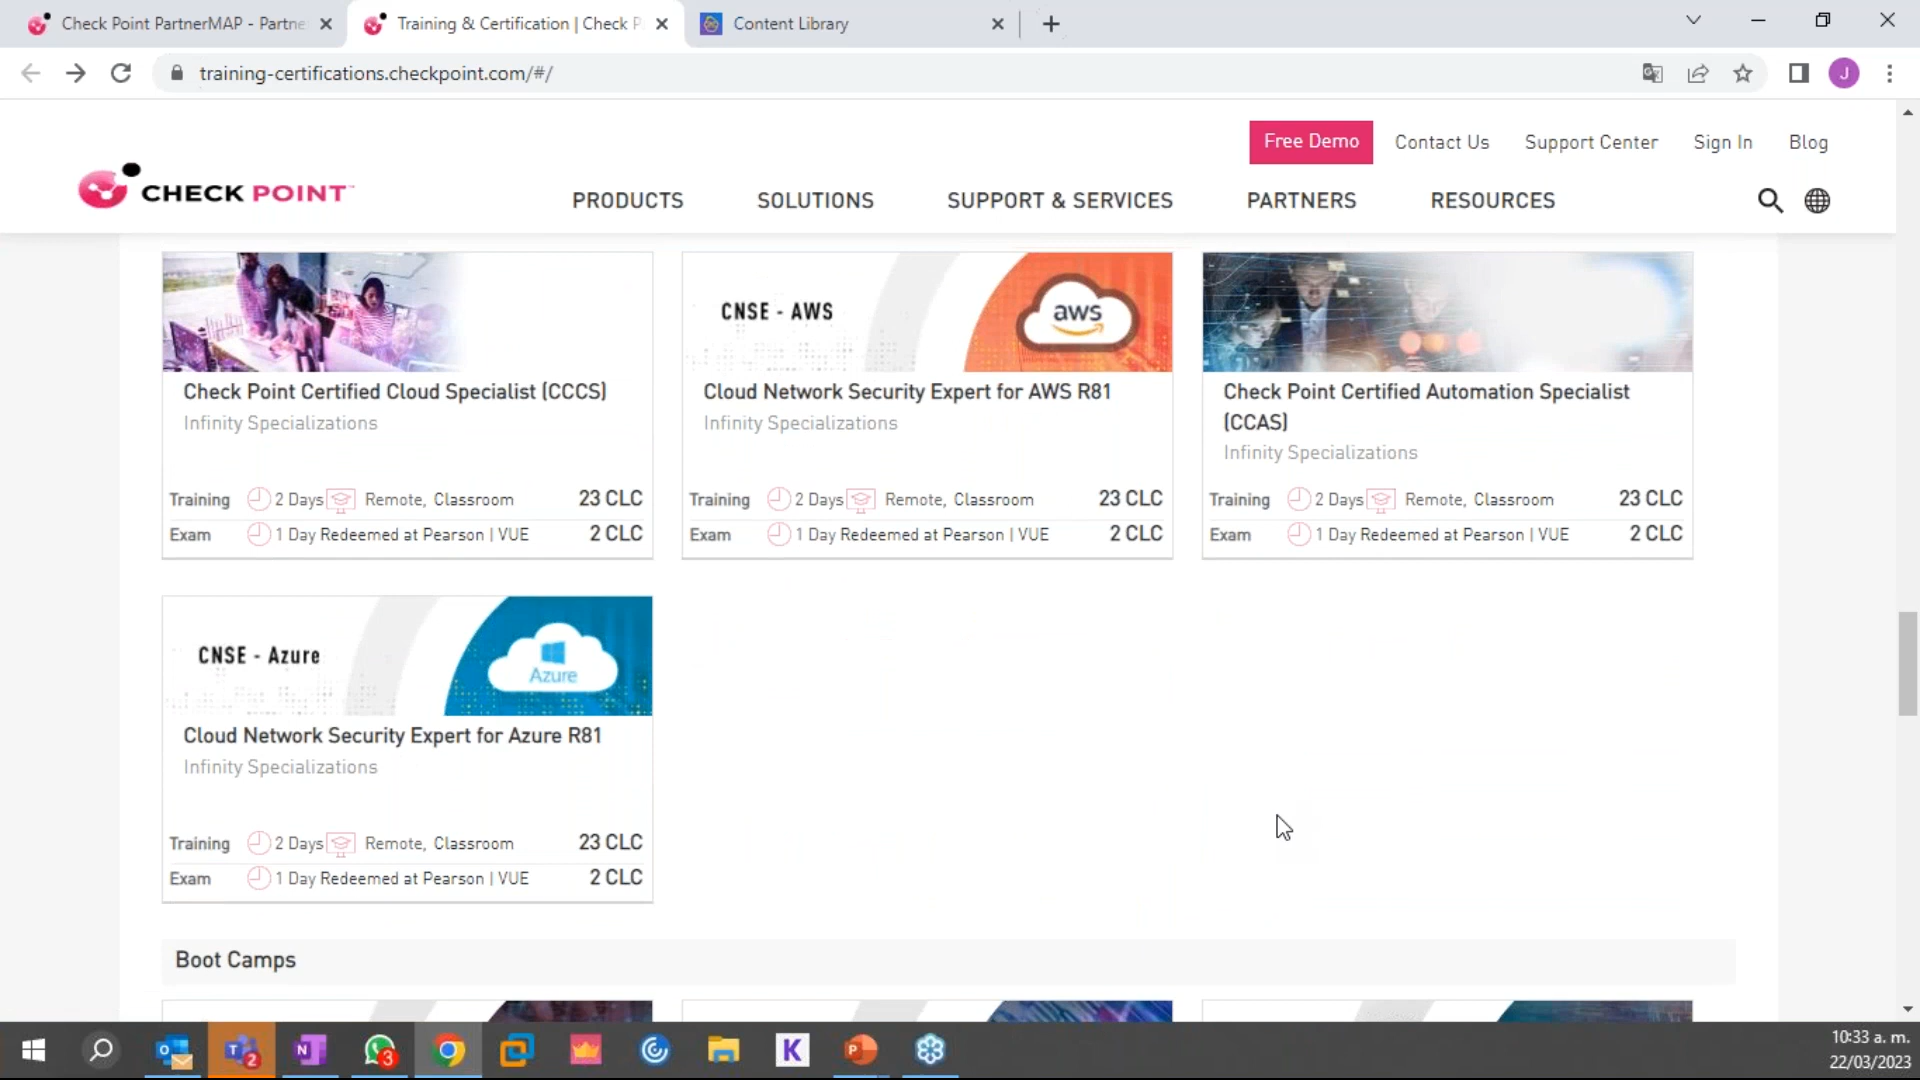 Check Point PartnerMAP - Partne
Training & Certification | Check P
Content Library
training-certifications.checkpoint.com/#/
J
Free Demo
Contact Us
Support Center
Sign In
Blog
CHECK POINT
PRODUCTS
SOLUTIONS
SUPPORT & SERVICES
PARTNERS
RESOURCES
Check Point Certified Cloud Specialist (CCCS)
Infinity Specializations
Training 2 Days Remote, Classroom 23 CLC
Exam 1 Day Redeemed at Pearson | VUE 2 CLC
CNSE - AWS
aws
Cloud Network Security Expert for AWS R81
Infinity Specializations
Training 2 Days Remote, Classroom 23 CLC
Exam 1 Day Redeemed at Pearson | VUE 2 CLC
Check Point Certified Automation Specialist
(CCAS)
Infinity Specializations
Training 2 Days Remote, Classroom 23 CLC
Exam 1 Day Redeemed at Pearson | VUE 2 CLC
CNSE - Azure
Azure
Cloud Network Security Expert for Azure R81
Infinity Specializations
Training 2 Days Remote, Classroom 23 CLC
Exam 1 Day Redeemed at Pearson | VUE 2 CLC
Boot Camps
10:33 a. m.
22/03/2023